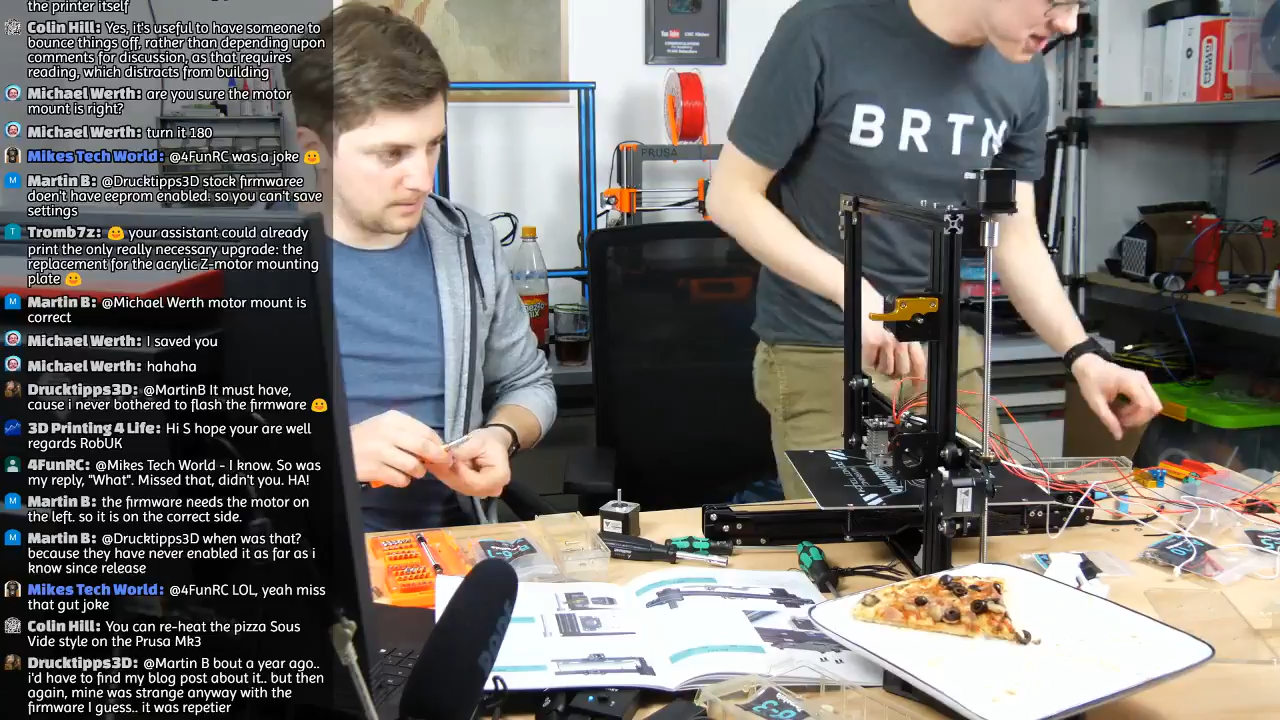 the printer itself
Colin Hill: Yes, it's useful to have someone to
bounce things off, rather than depending upon
comments for direction, as that requires
reading, which distracts from building
Michael Werth: are you sure the motor
mount is right?
Michael Werth: turn it 180
Mikes Tech World: @4FunRC was a joke
Martin B: @Drucktipps3D stock firmwaree
doen't have eeprom enabled so you can't save
settings
Tromb7z: your assistant could already
print the only really necessary upgrade: the
replacement for the acrylic Z-motor mounting
plate
Martin B: @Michael Werth motor mount is
correct
Michael Werth: I saved you
Michael Werth: hahaha
Drucktipps3D: @MartinB It must have,
cause i never bothered to flash the firmware
3D Printing 4 Life: Hi S hope your are well
regards RobUK
4FunRC: @Mikes Tech World - I know. So was
my reply, "What". Missed that, didn't you. HA!
Martin B: the firmware needs the motor on
the left. so it is on the correct side.
Martin B: @Drucktipps3D when was that?
because they have never enabled it as far as i
know since release
Mikes Tech World: @4FunRC LOL, yeah miss
that gut joke
Colin Hill: You can re-heat the pizza Sous
Vide style on the Prusa Mk3
Drucktipps3D: @Martin B bout a year ago..
i'd have to find my blog post about it.. but then
again, mine was strange anyway with the
firmware I guess.. it was repetier
YouTube
PRUSA
BRTN
mezzo
mix
6-3